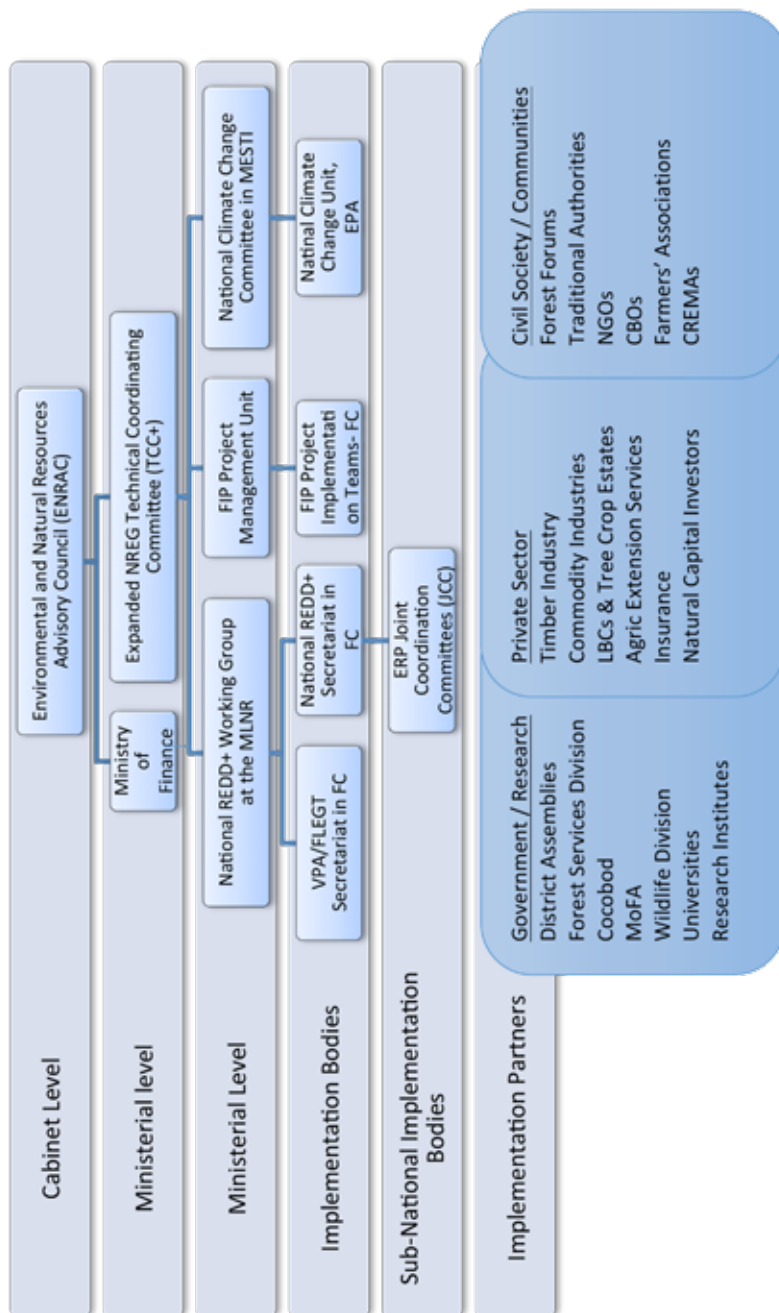 Cabinet Level
Environmental and Natural Resources
Advisory Council (ENRAC)
Ministerial level
Ministry
of
Finance
Expanded NREG Technical Coordinating
Committee (TCC+)
Ministerial Level
National REDD+ Working Group
at the MLNR
FIP Project
Management Unit
National Climate Change
Committee in MESTI
Implementation Bodies
VPA/FLEGT
Secretariat in FC
National REDD+
Secretariat in
FC
FIP Project
Implementati
on Teams- FC
Natinal Climate
Change Unit,
EPA
Sub-National Implementation
Bodies
ERP Joint
Coordination
Committees (JCC)
Implementation Partners
Government / Research
District Assemblies
Forest Services Division
Cocobod
MoFA
Wildlife Division
Universities
Research Institutes
Private Sector
Timber Industry
Commodity Industries
LBCs & Tree Crop Estates
Agric Extension Services
Insurance
Natural Capital Investors
Civil Society / Communities
Forest Forums
Traditional Authorities
NGOs
CBOs
Farmers' Associations
CREMAs